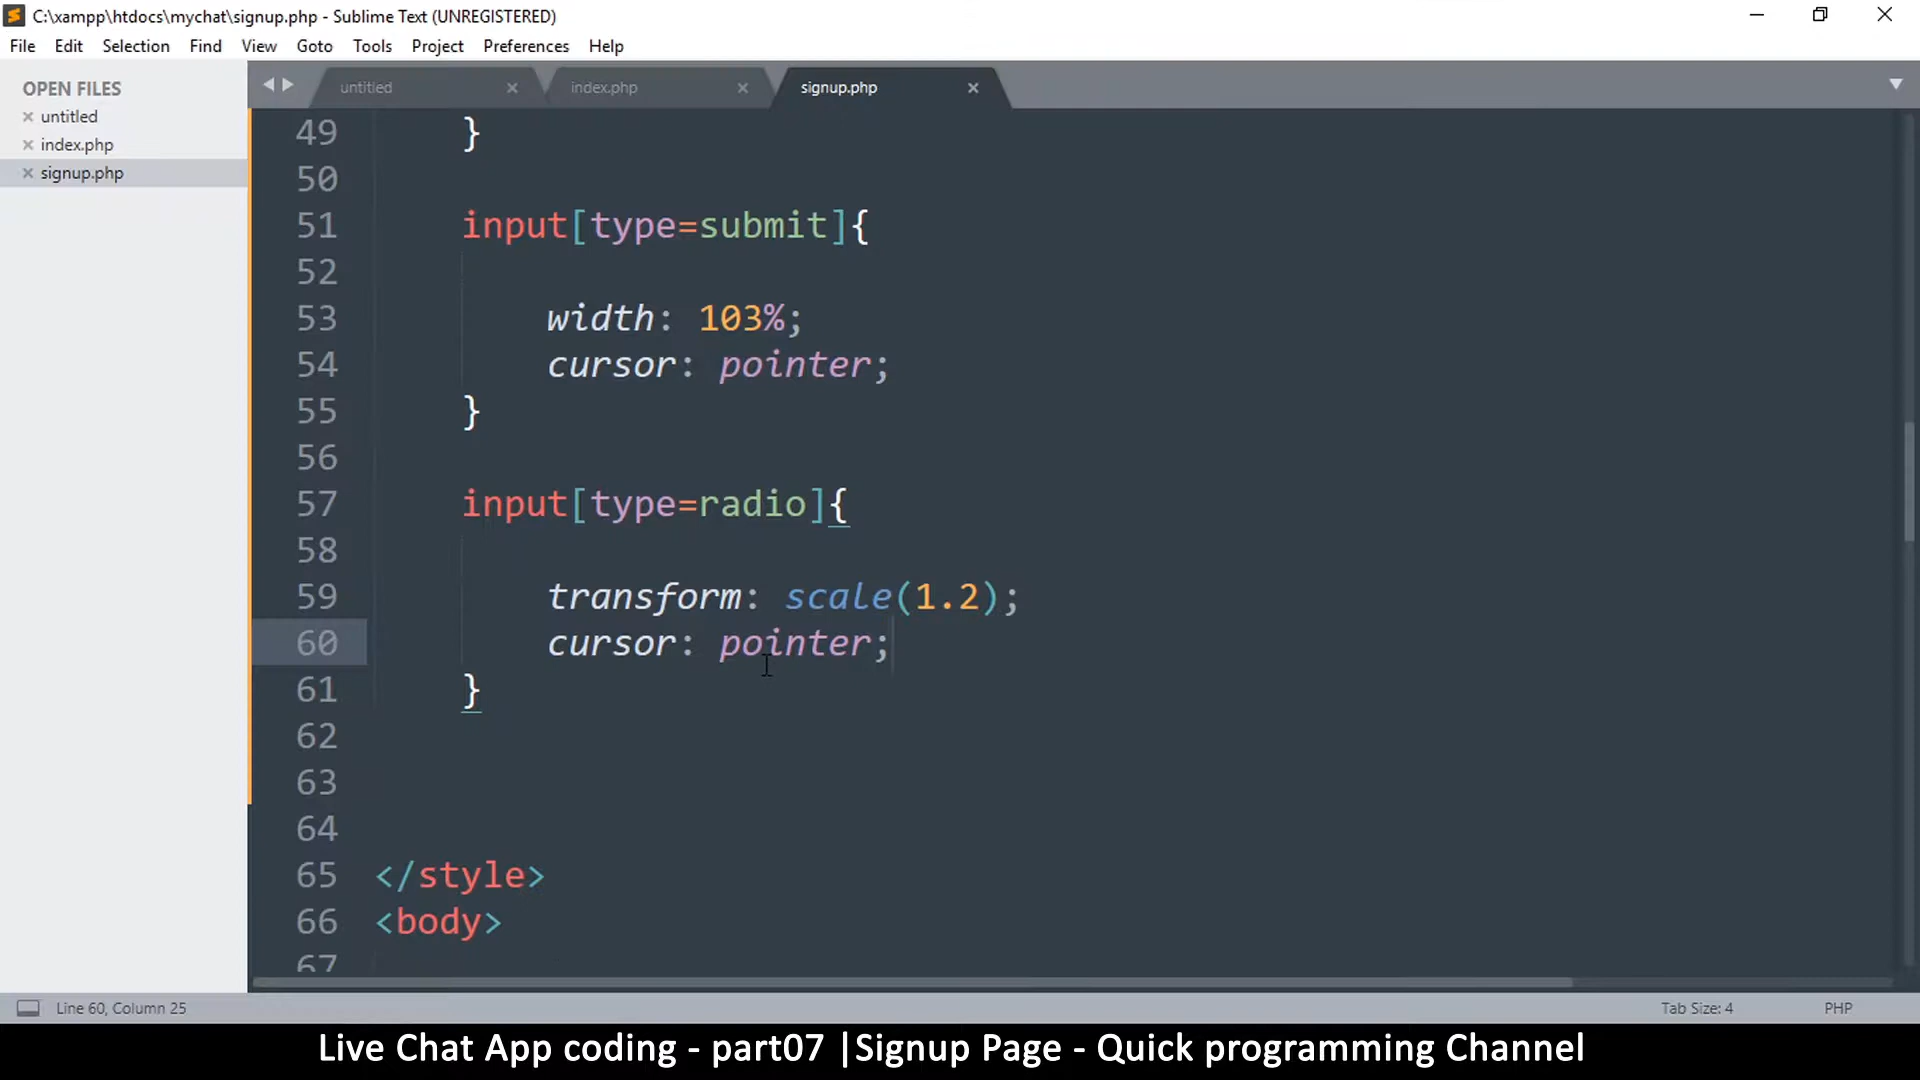 C:\xampp\htdocs\mychat\signup.php - Sublime Text (UNREGISTERED)
File Edit Selection Find View Goto Tools Project Preferences Help
OPEN FILES
untitled
index.php
signup.php
untitled index.php signup.php
49 }
50
51 input[type=submit]{
52
53 width: 103%;
54 cursor: pointer;
55 }
56
57 input[type=radio]{
58
59 transform: scale(1.2);
60 cursor: pointer;
61 }
62
63
64
65 </style>
66 <body>
67
Line 60, Column 25 Tab Size: 4 PHP
Live Chat App coding - part07 |Signup Page - Quick programming Channel